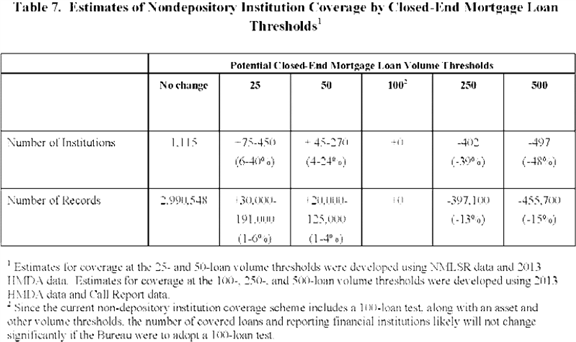 Table 7. Estimates of Nondepository Institution Coverage by Closed-End Mortgage Loan
Thresholds1
Potential Closed-End Mortgage Loan Volume Thresholds
No change 25 50 1002 250 500
Number of Institutions 1,115 +75-450 + 45-270 +0 -402 -497
(6-40%) (4-24%) (-39%) (-48%)
Number of Records 2,990,548 +30,000- +20,000- +0 -397,100 -455,700
191,000 125,000 (-13%) (-15%)
(1-6%) (1-4%)
1 Estimates for coverage at the 25- and 50-loan volume thresholds were developed using NMLSR data and 2013
HMDA data. Estimates for coverage at the 100-, 250-, and 500-loan volume thresholds were developed using 2013
HMDA data and Call Report data.
2 Since the current non-depository institution coverage scheme includes a 100-loan test, along with an asset and
other volume thresholds, the number of covered loans and reporting financial institutions likely will not change
significantly if the Bureau were to adopt a 100-loan test.